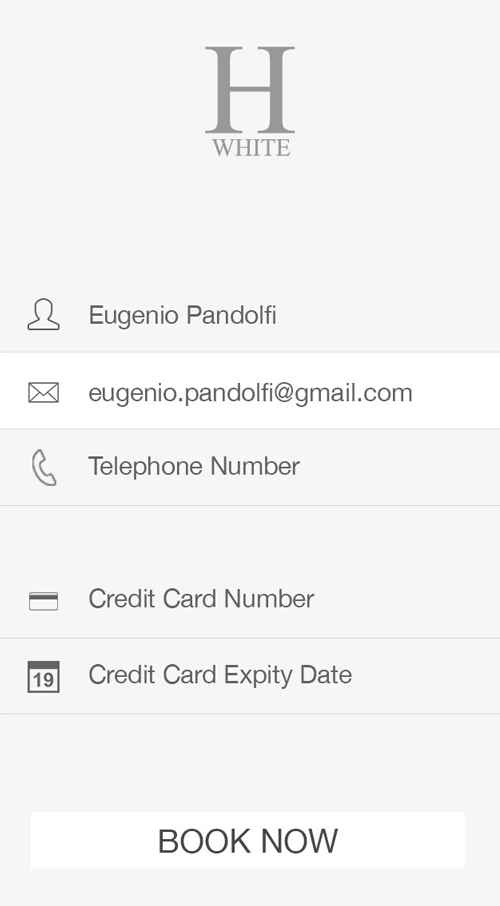 H
WHITE
Eugenio Pandolfi
eugenio.pandolfi@gmail.com
Telephone Number
Credit Card Number
19
Credit Card Expity Date
BOOK NOW